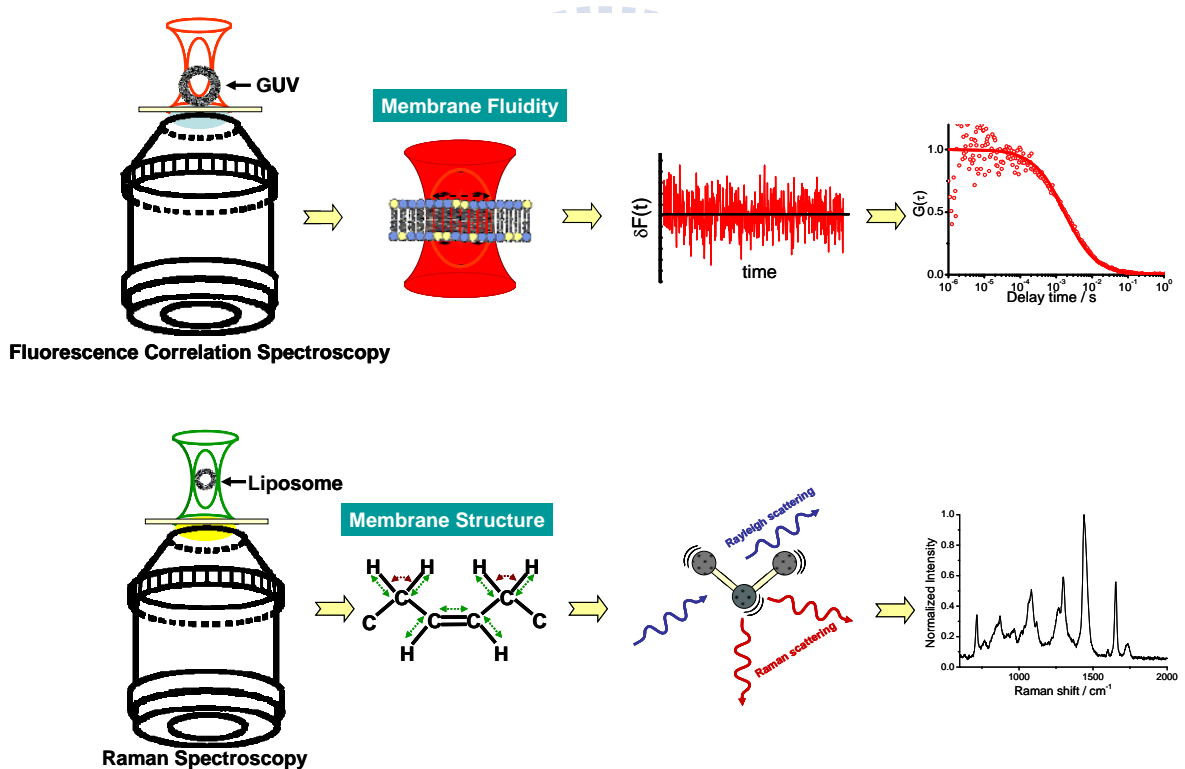 GUV
Membrane Fluidity
δF(t)
time
G(τ)
1.0
0.5
0.0
10⁻⁶ 10⁻⁵ 10⁻⁴ 10⁻³ 10⁻² 10⁻¹ 10⁰
Delay time / s
Fluorescence Correlation Spectroscopy
Liposome
Membrane Structure
H H H H
C C
C C C C
H H
Rayleigh scattering
Raman scattering
Normalized Intensity
1.0
0.8
0.6
0.4
0.2
0.0
1000 1500 2000
Raman shift / cm⁻¹
Raman Spectroscopy